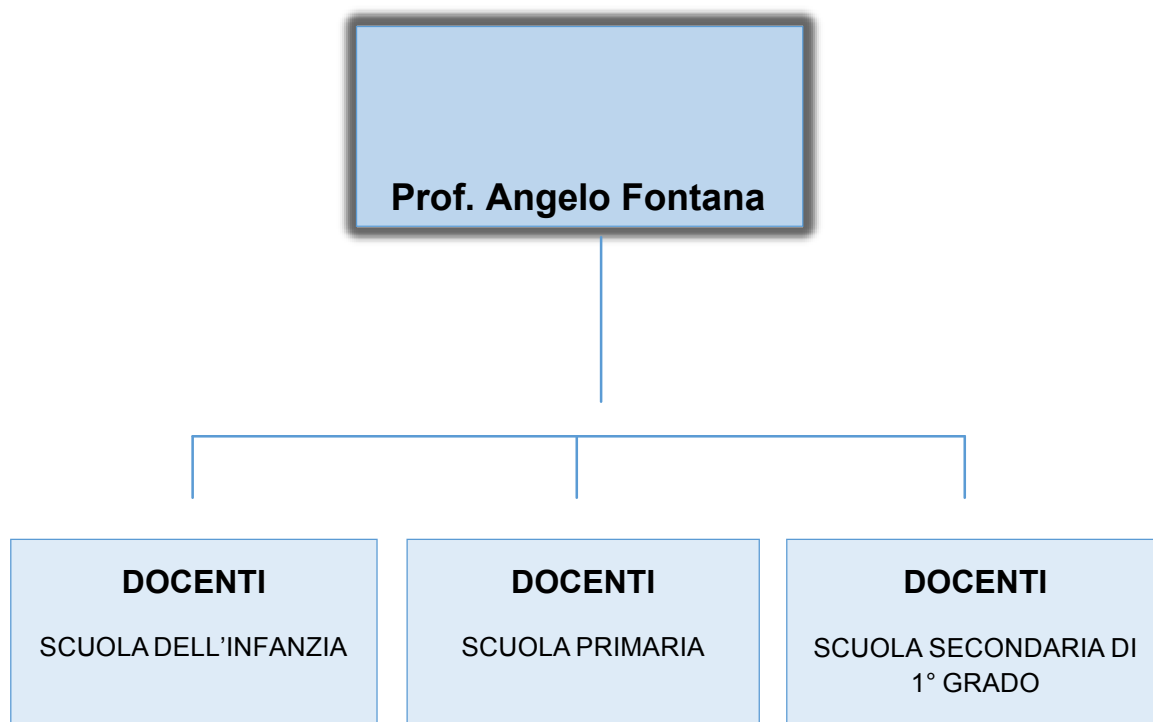 Prof. Angelo Fontana
DOCENTI
SCUOLA DELL’INFANZIA
DOCENTI
SCUOLA PRIMARIA
DOCENTI
SCUOLA SECONDARIA DI
1° GRADO